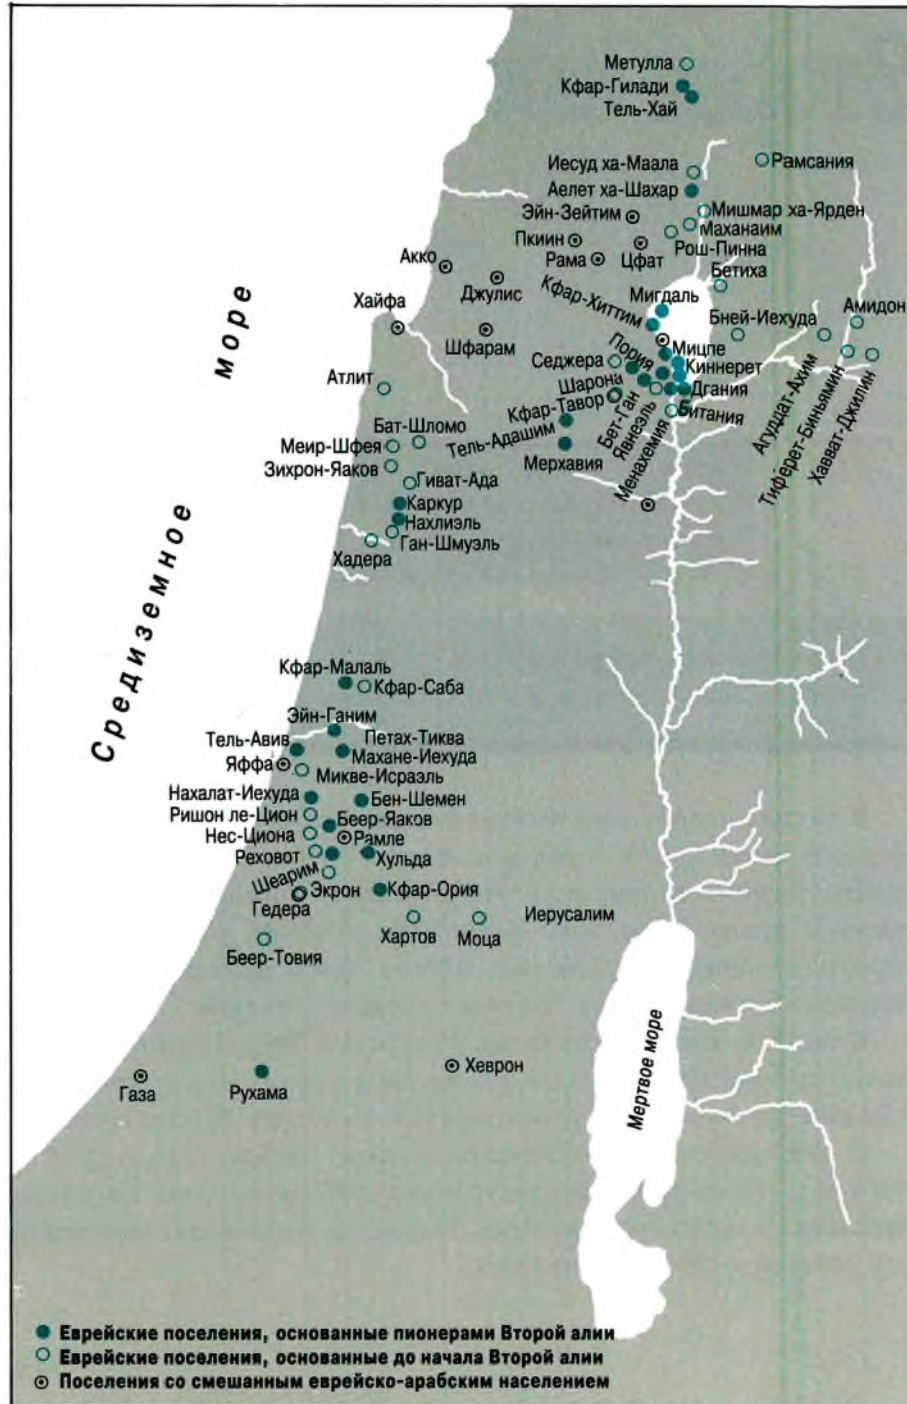 Метулла
Кфар-Гилади
Тель-Хай
Иесуд ха-Маала
Рамсания
Аелет ха-Шахар
Эйн-Зейтим
Мишмар ха-Ярден
Маханаим
Пкиин
Рош-Пинна
Акко
Рама
Цфат
Бетиха
Джулис
Кфар-Хиттим
Мигдаль
Хайфа
Шфарам
Бней-Иехуда
Амидон
Средиземное море
Седжера
Пория
Мицпе
Киннерет
Атлит
Шарона
Дгания
Кфар-Тавор
Бет-Ган
Явнеэль
Битания
Агуддат-Ахим
Тиферет-Биньямин
Хавват-Джилин
Бат-Шломо
Тель-Адашим
Менахемия
Меир-Шфея
Зихрон-Яаков
Мерхавия
Гиват-Ада
Каркур
Нахлиэль
Ган-Шмуэль
Хадера
Кфар-Малаль
Кфар-Саба
Эйн-Ганим
Тель-Авив
Петах-Тиква
Яффа
Махане-Иехуда
Микве-Исраэль
Нахалат-Иехуда
Бен-Шемен
Ришон ле-Цион
Беер-Яаков
Нес-Циона
Рамле
Реховот
Хульда
Шеарим
Экрон
Кфар-Ория
Гедера
Хартов
Моца
Иерусалим
Беер-Товия
Мертвое море
Хеврон
Газа
Рухама
Еврейские поселения, основанные пионерами Второй алии
Еврейские поселения, основанные до начала Второй алии
Поселения со смешанным еврейско-арабским населением